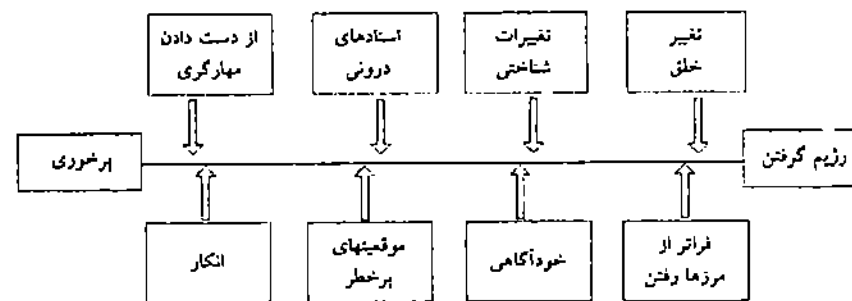 تغییر
خلق
تغییرات
شناختی
اسنادهای
درونی
از دست دادن
مهارگری
رژیم گرفتن
پرخوری
فراتر از
مرزها رفتن
خودآگاهی
موقعیتهای
پرخطر
انکار